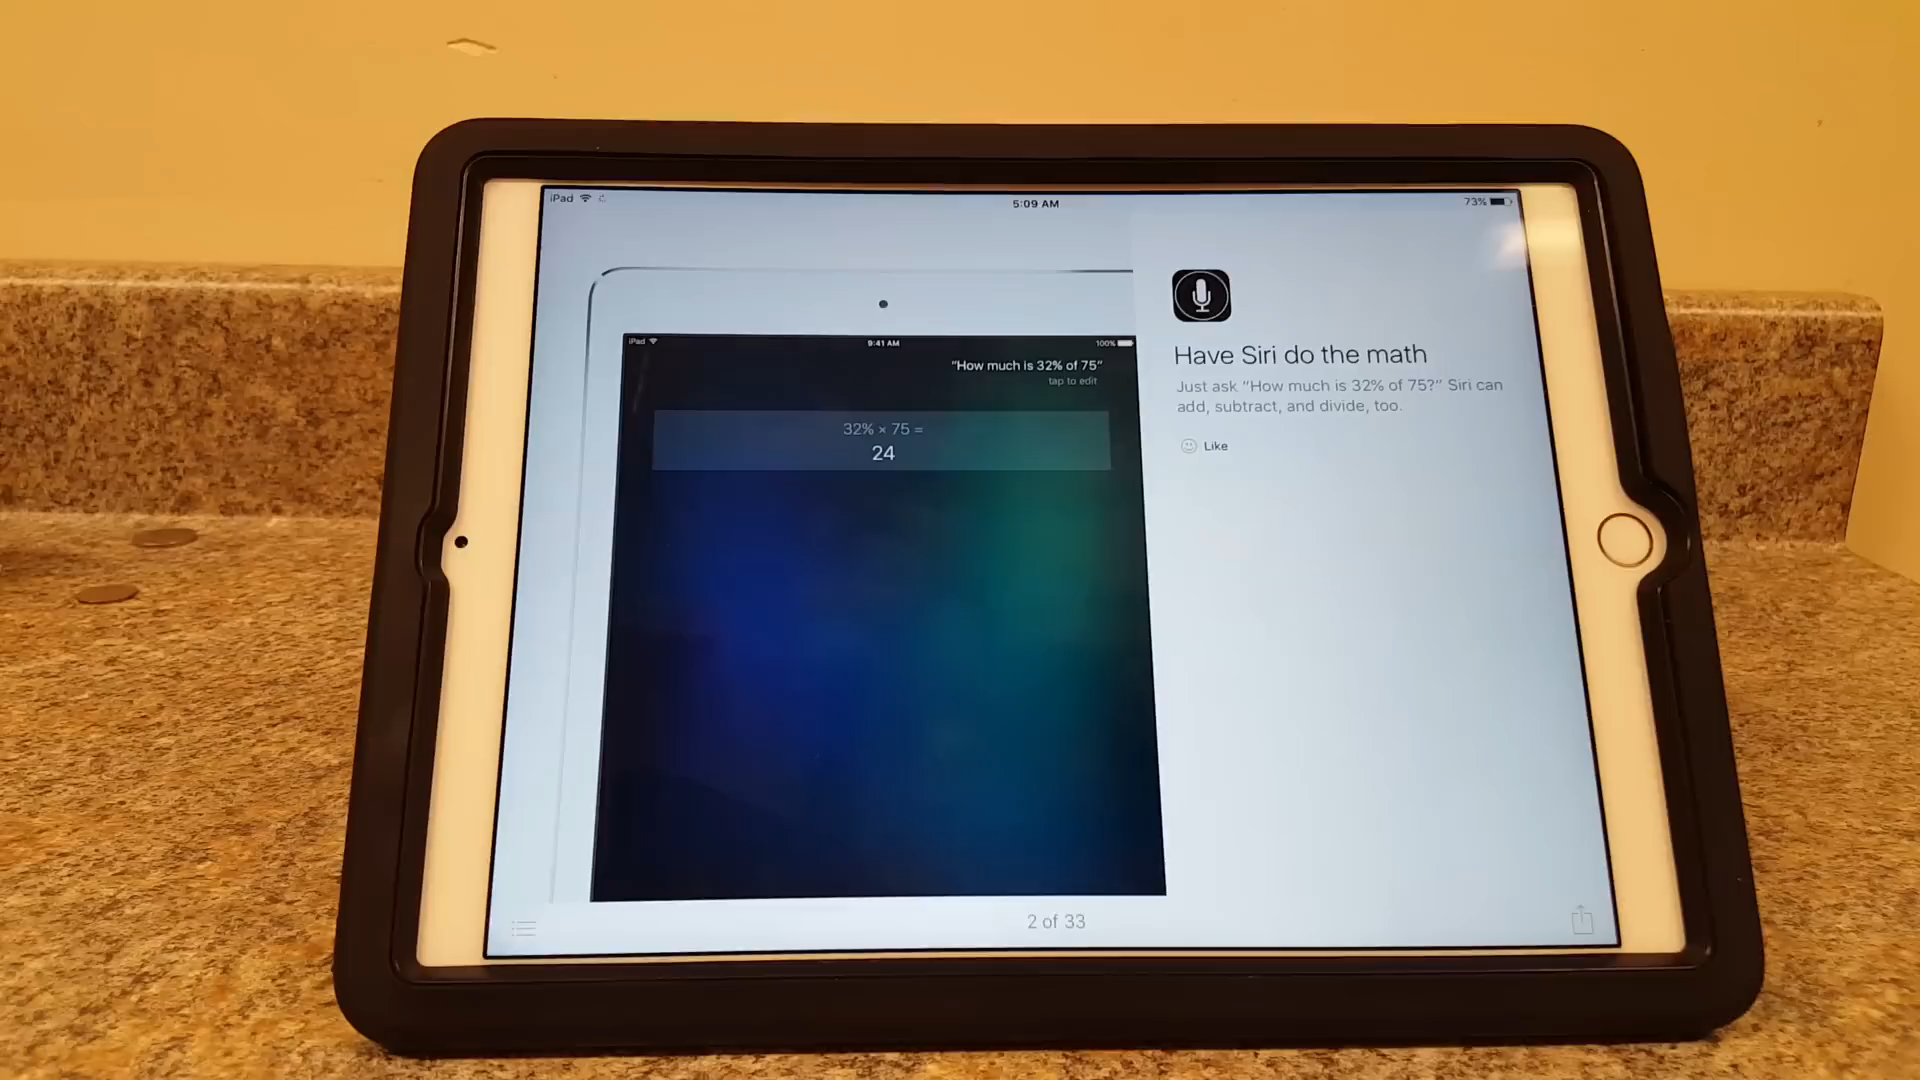 iPad
5:09 AM
73%
iPad
9:41 AM
100%
“How much is 32% of 75”
tap to edit
32% × 75 =
24
Have Siri do the math
Just ask “How much is 32% of 75?” Siri can
add, subtract, and divide, too.
Like
2 of 33